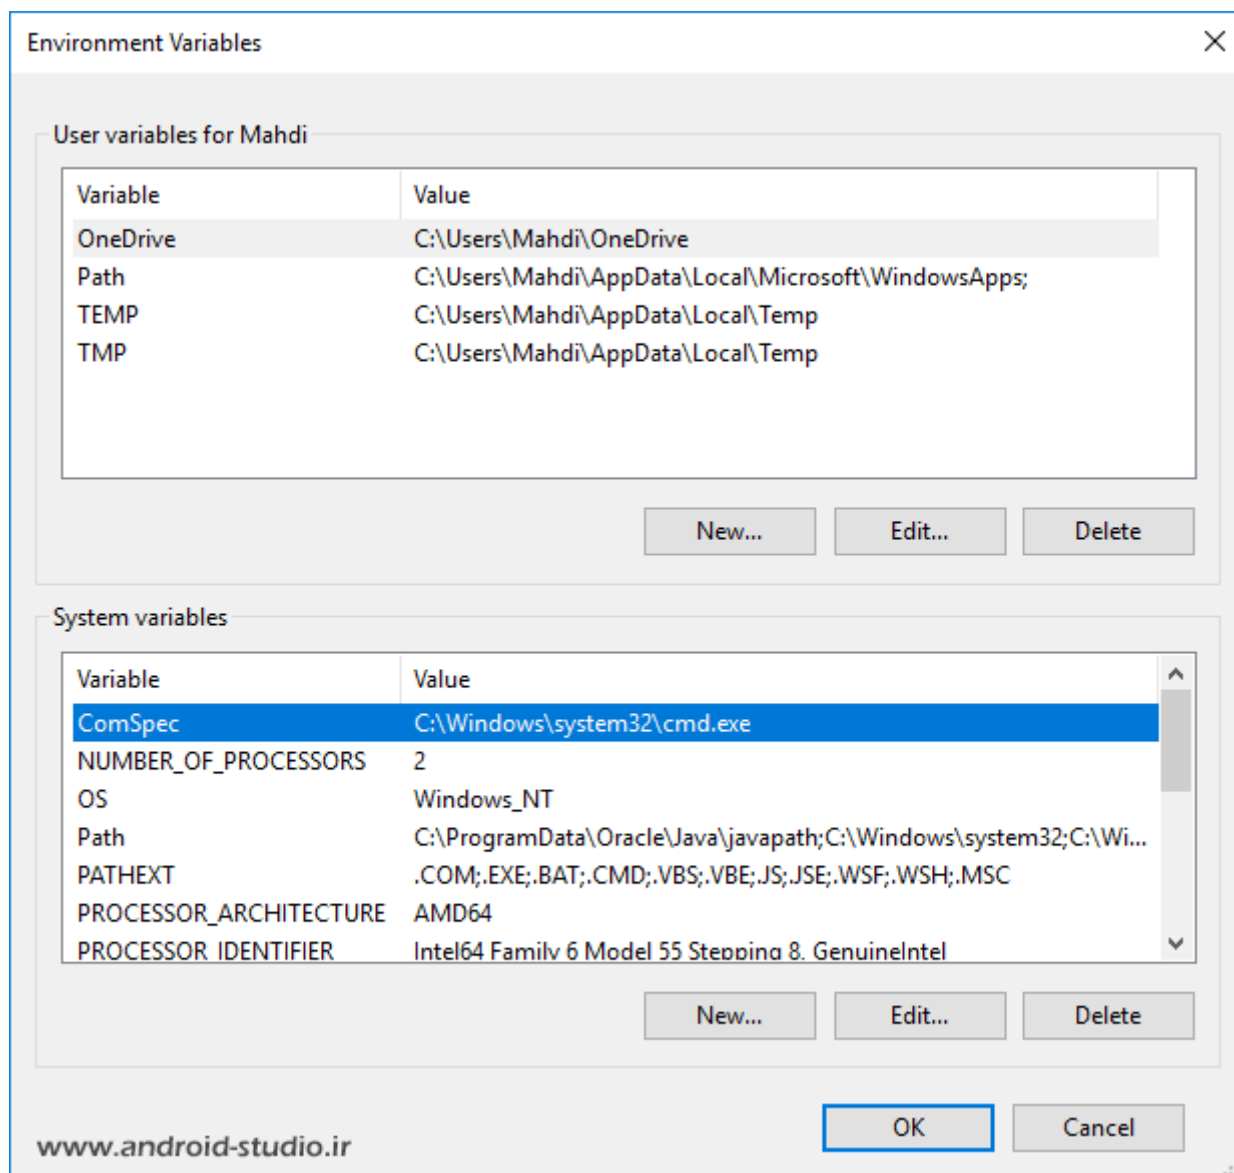 Environment Variables
User variables for Mahdi
Variable Value
OneDrive C:\Users\Mahdi\OneDrive
Path C:\Users\Mahdi\AppData\Local\Microsoft\WindowsApps;
TEMP C:\Users\Mahdi\AppData\Local\Temp
TMP C:\Users\Mahdi\AppData\Local\Temp
New... Edit... Delete
System variables
Variable Value
ComSpec C:\Windows\system32\cmd.exe
NUMBER_OF_PROCESSORS 2
OS Windows_NT
Path C:\ProgramData\Oracle\Java\javapath;C:\Windows\system32;C:\Wi...
PATHEXT .COM;.EXE;.BAT;.CMD;.VBS;.VBE;.JS;.JSE;.WSF;.WSH;.MSC
PROCESSOR_ARCHITECTURE AMD64
PROCESSOR_IDENTIFIER Intel64 Family 6 Model 55 Stepping 8, GenuineIntel
New... Edit... Delete
OK Cancel
www.android-studio.ir